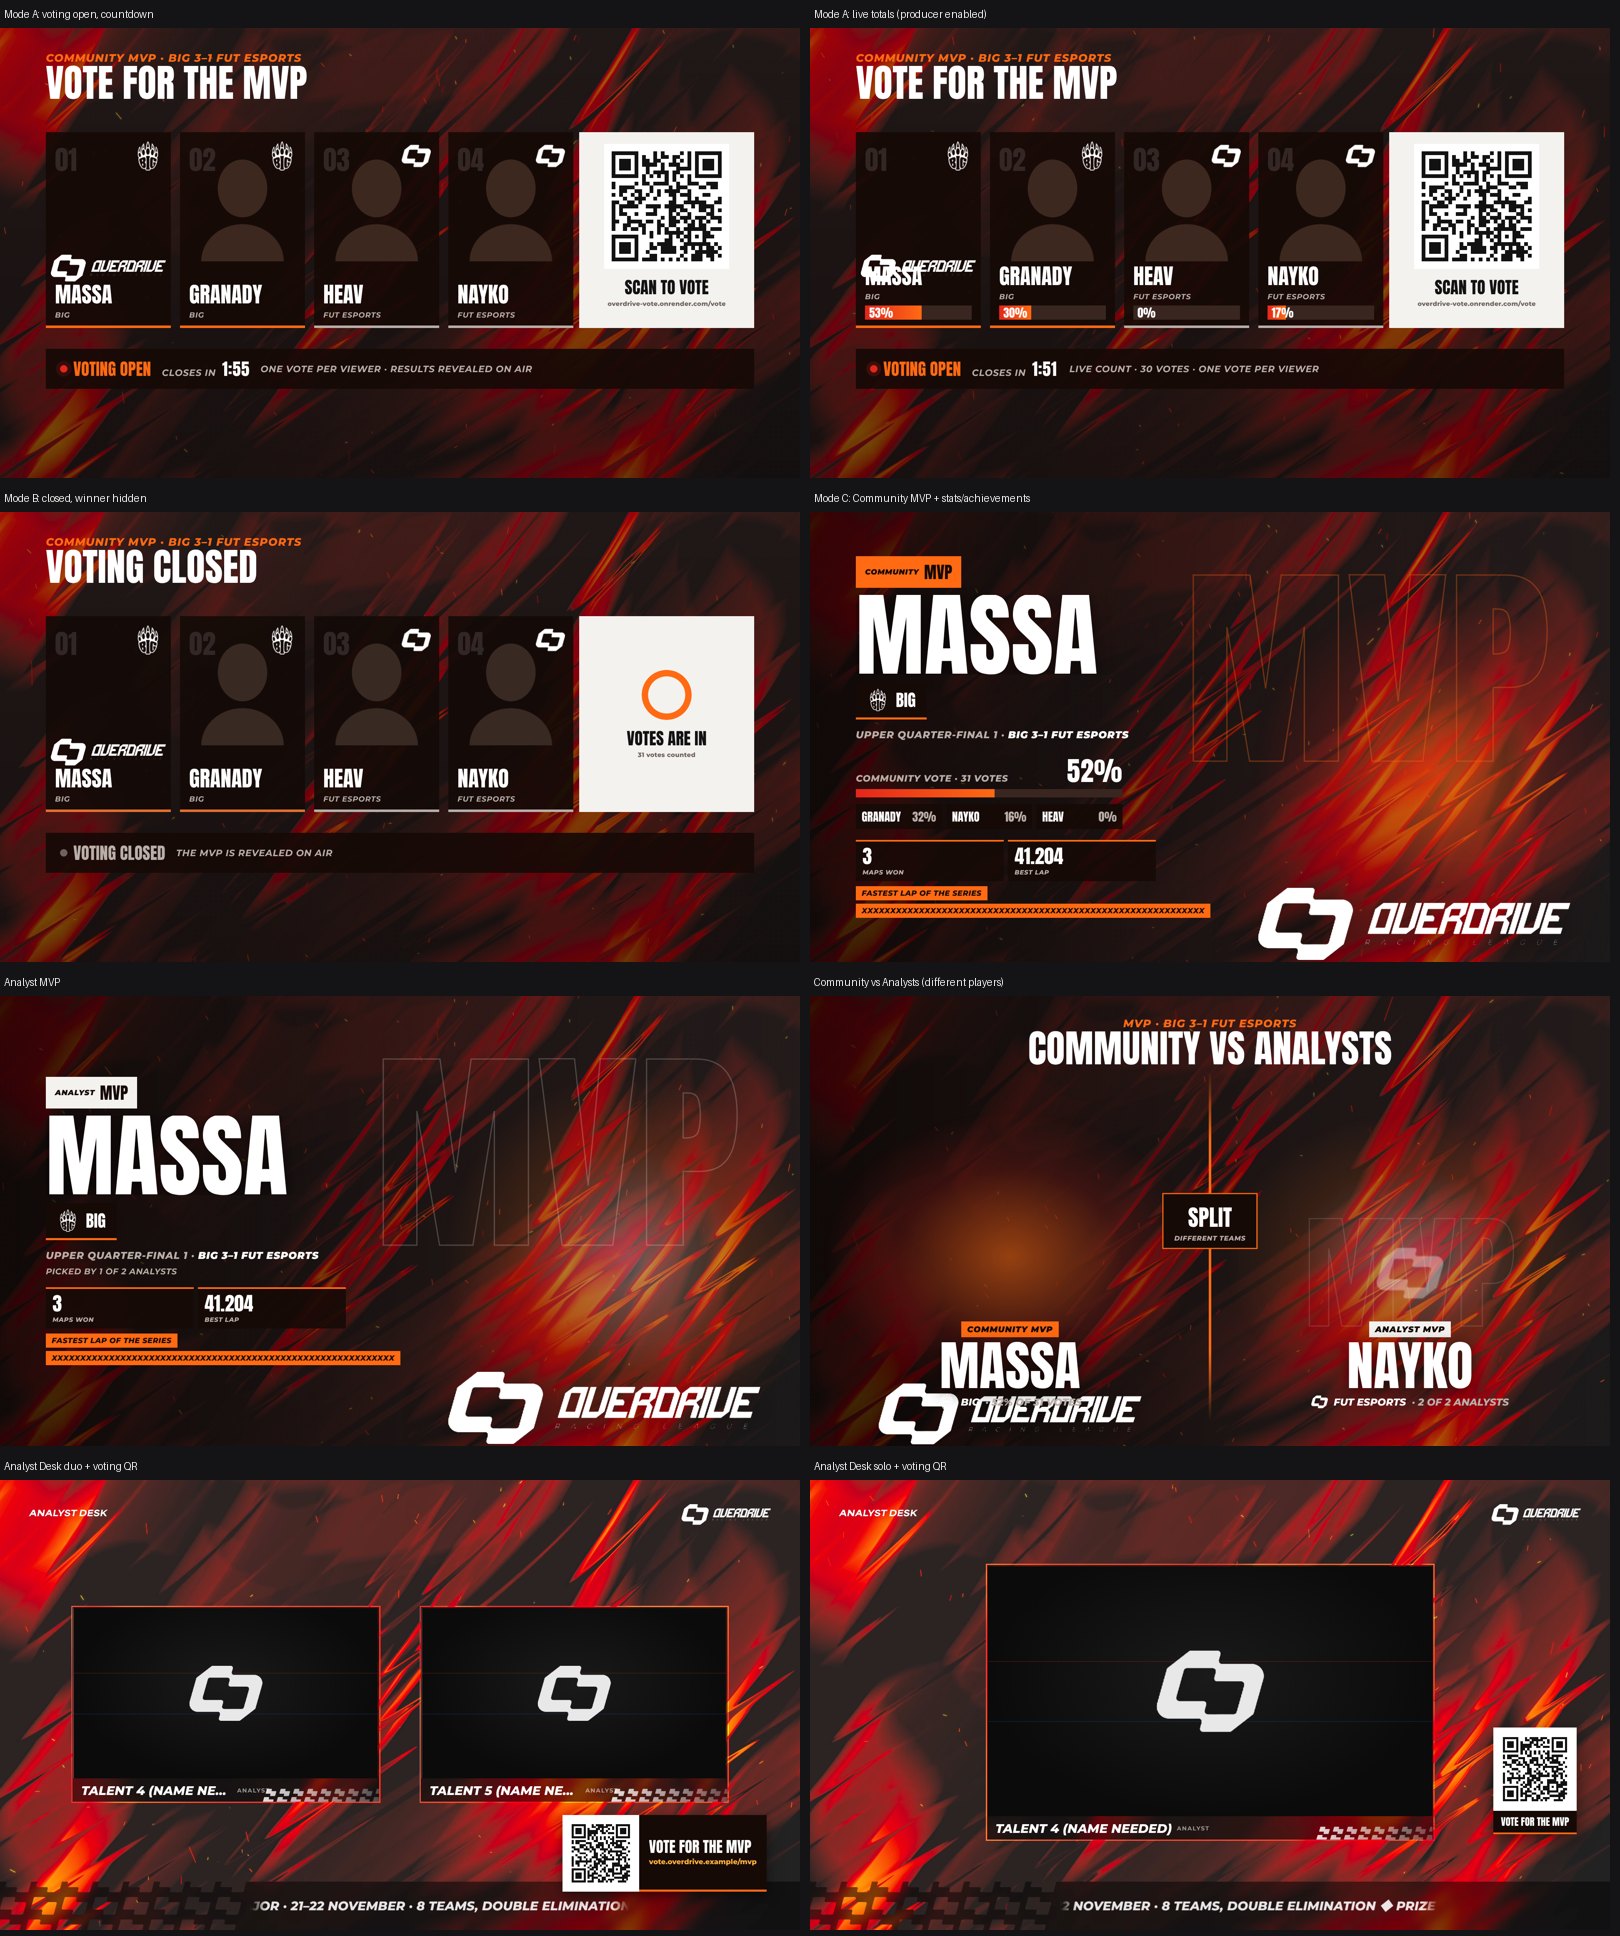 Mode A: voting open, countdown
COMMUNITY MVP · BIG 3–1 FUT ESPORTS
VOTE FOR THE MVP
01
02
03
04
OVERDRIVE
MASSA
BIG
GRANADY
BIG
HEAV
FUT ESPORTS
NAYKO
FUT ESPORTS
SCAN TO VOTE
overdrive-vote.onrender.com/vote
VOTING OPEN CLOSES IN 1:55 ONE VOTE PER VIEWER · RESULTS REVEALED ON AIR
Mode A: live totals (producer enabled)
COMMUNITY MVP · BIG 3–1 FUT ESPORTS
VOTE FOR THE MVP
01
02
03
04
OVERDRIVE
MASSA
BIG
53%
GRANADY
BIG
30%
HEAV
FUT ESPORTS
0%
NAYKO
FUT ESPORTS
17%
SCAN TO VOTE
overdrive-vote.onrender.com/vote
VOTING OPEN CLOSES IN 1:51 LIVE COUNT · 30 VOTES · ONE VOTE PER VIEWER
Mode B: closed, winner hidden
COMMUNITY MVP · BIG 3–1 FUT ESPORTS
VOTING CLOSED
01
02
03
04
OVERDRIVE
MASSA
BIG
GRANADY
BIG
HEAV
FUT ESPORTS
NAYKO
FUT ESPORTS
VOTES ARE IN
31 votes counted
VOTING CLOSED THE MVP IS REVEALED ON AIR
Mode C: Community MVP + stats/achievements
COMMUNITY MVP
MVP
MASSA
BIG
UPPER QUARTER-FINAL 1 · BIG 3–1 FUT ESPORTS
COMMUNITY VOTE · 31 VOTES 52%
GRANADY 32% NAYKO 16% HEAV 0%
3
MAPS WON
41.204
BEST LAP
FASTEST LAP OF THE SERIES
OVERDRIVE
RACING LEAGUE
Analyst MVP
ANALYST MVP
MVP
MASSA
BIG
UPPER QUARTER-FINAL 1 · BIG 3–1 FUT ESPORTS
PICKED BY 1 OF 2 ANALYSTS
3
MAPS WON
41.204
BEST LAP
FASTEST LAP OF THE SERIES
OVERDRIVE
RACING LEAGUE
Community vs Analysts (different players)
MVP · BIG 3–1 FUT ESPORTS
COMMUNITY VS ANALYSTS
SPLIT
DIFFERENT TEAMS
MVP
COMMUNITY MVP
MASSA
BIG
OVERDRIVE
RACING LEAGUE
ANALYST MVP
NAYKO
FUT ESPORTS · 2 OF 2 ANALYSTS
Analyst Desk duo + voting QR
ANALYST DESK
OVERDRIVE
TALENT 4 (NAME NE...
TALENT 5 (NAME NE...
VOTE FOR THE MVP
vote.overdrive.example/mvp
JOR · 21–22 NOVEMBER · 8 TEAMS, DOUBLE ELIMINATION
Analyst Desk solo + voting QR
ANALYST DESK
OVERDRIVE
TALENT 4 (NAME NEEDED) ANALYST
VOTE FOR THE MVP
2 NOVEMBER · 8 TEAMS, DOUBLE ELIMINATION ◆ PRIZE